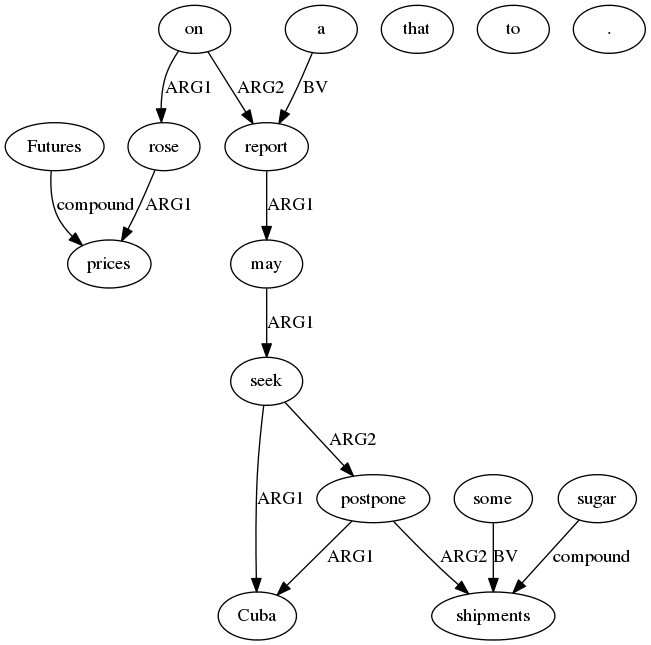 on a that to .
ARG1 ARG2 BV
Futures rose report
compound ARG1 ARG1
prices may
ARG1
seek
ARG2
postpone some sugar
ARG1
ARG1 ARG2 BV compound
Cuba shipments